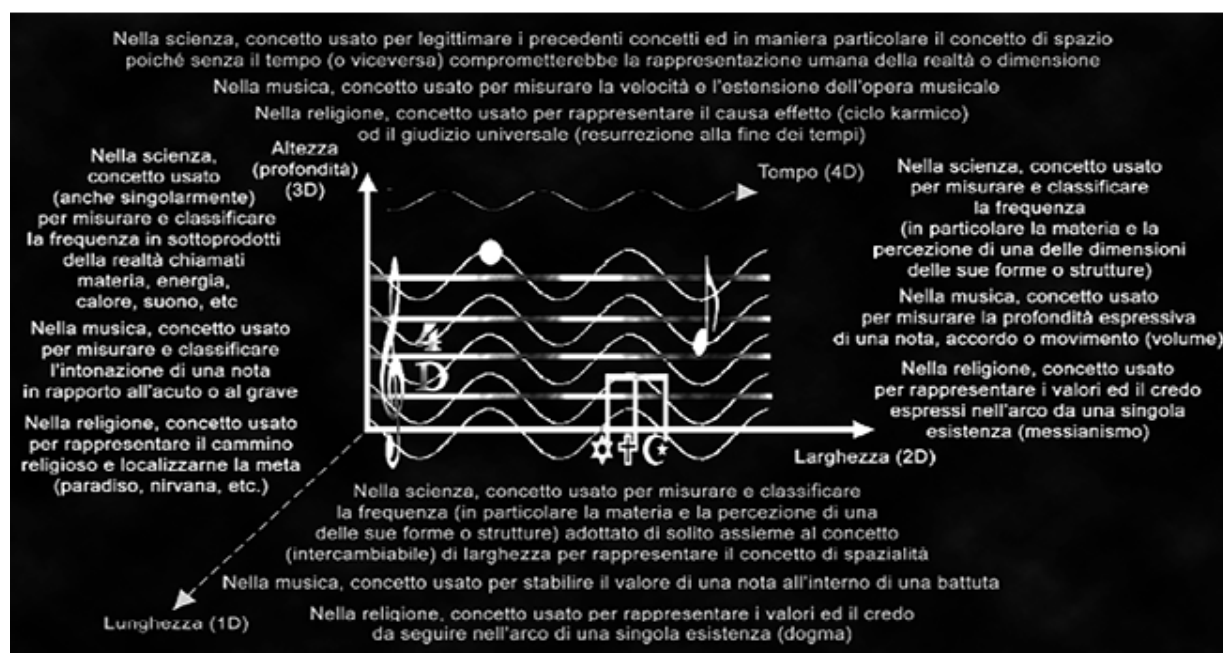 Nella scienza, concetto usato per legittimare i precedenti concetti ed in maniera particolare il concetto di spazio
poiché senza il tempo (o viceversa) comprometterebbe la rappresentazione umana della realtà o dimensione
Nella musica, concetto usato per misurare la velocità e l'estensione dell'opera musicale
Nella religione, concetto usato per rappresentare il causa effetto (ciclo karmico)
od il giudizio universale (resurrezione alla fine dei tempi)
Nella scienza,
concetto usato
(anche singolarmente)
per misurare e classificare
la frequenza in sottoprodotti
della realtà chiamati
materia, energia,
calore, suono, etc
Nella musica, concetto usato
per misurare e classificare
l'intonazione di una nota
in rapporto all'acuto o al grave
Nella religione, concetto usato
per rappresentare il cammino
religioso e localizzarne la meta
(paradiso, nirvana, etc.)
Altezza
(profondità)
(3D)
Tempo (4D)
4
D
Larghezza (2D)
Nella scienza, concetto usato
per misurare e classificare
la frequenza
(in particolare la materia e la
percezione di una delle dimensioni
delle sue forme o strutture)
Nella musica, concetto usato
per misurare la profondità espressiva
di una nota, accordo o movimento (volume)
Nella religione, concetto usato
per rappresentare i valori ed il credo
espressi nell'arco da una singola
esistenza (messianismo)
Nella scienza, concetto usato per misurare e classificare
la frequenza (in particolare la materia e la percezione di una
delle sue forme o strutture) adottato di solito assieme al concetto
(intercambiabile) di larghezza per rappresentare il concetto di spazialità
Nella musica, concetto usato per stabilire il valore di una nota all'interno di una battuta
Nella religione, concetto usato per rappresentare i valori ed il credo
da seguire nell'arco di una singola esistenza (dogma)
Lunghezza (1D)